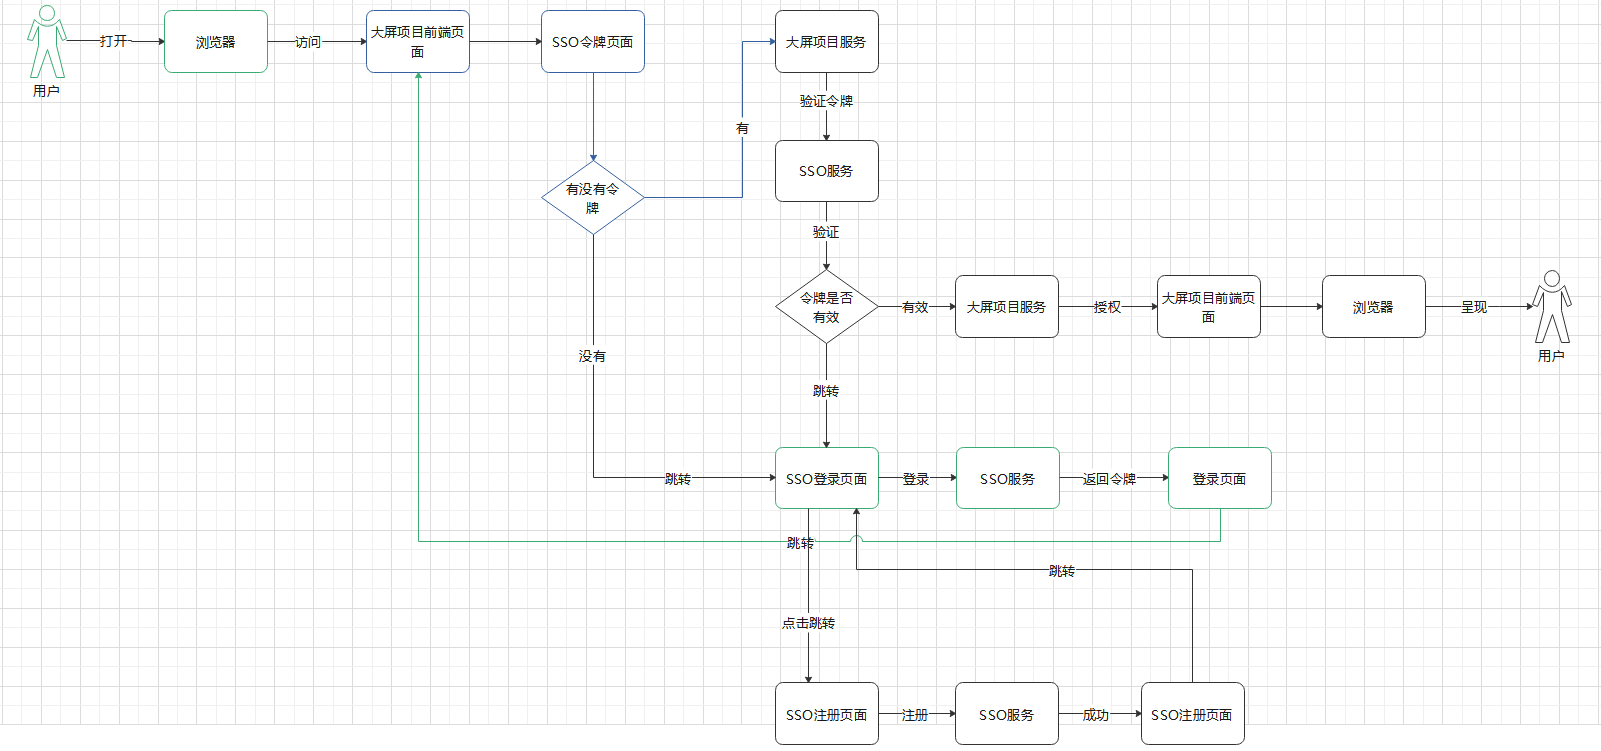 打开
浏览器
访问
大屏项目前端页
面
SSO令牌页面
大屏项目服务
用户
验证令牌
有
SSO服务
有没有令
牌
验证
令牌是否
有效
有效
大屏项目服务
授权
大屏项目前端页
面
浏览器
呈现
用户
没有
跳转
跳转
SSO登录页面
登录
SSO服务
返回令牌
登录页面
跳转
跳转
点击跳转
SSO注册页面
注册
SSO服务
成功
SSO注册页面